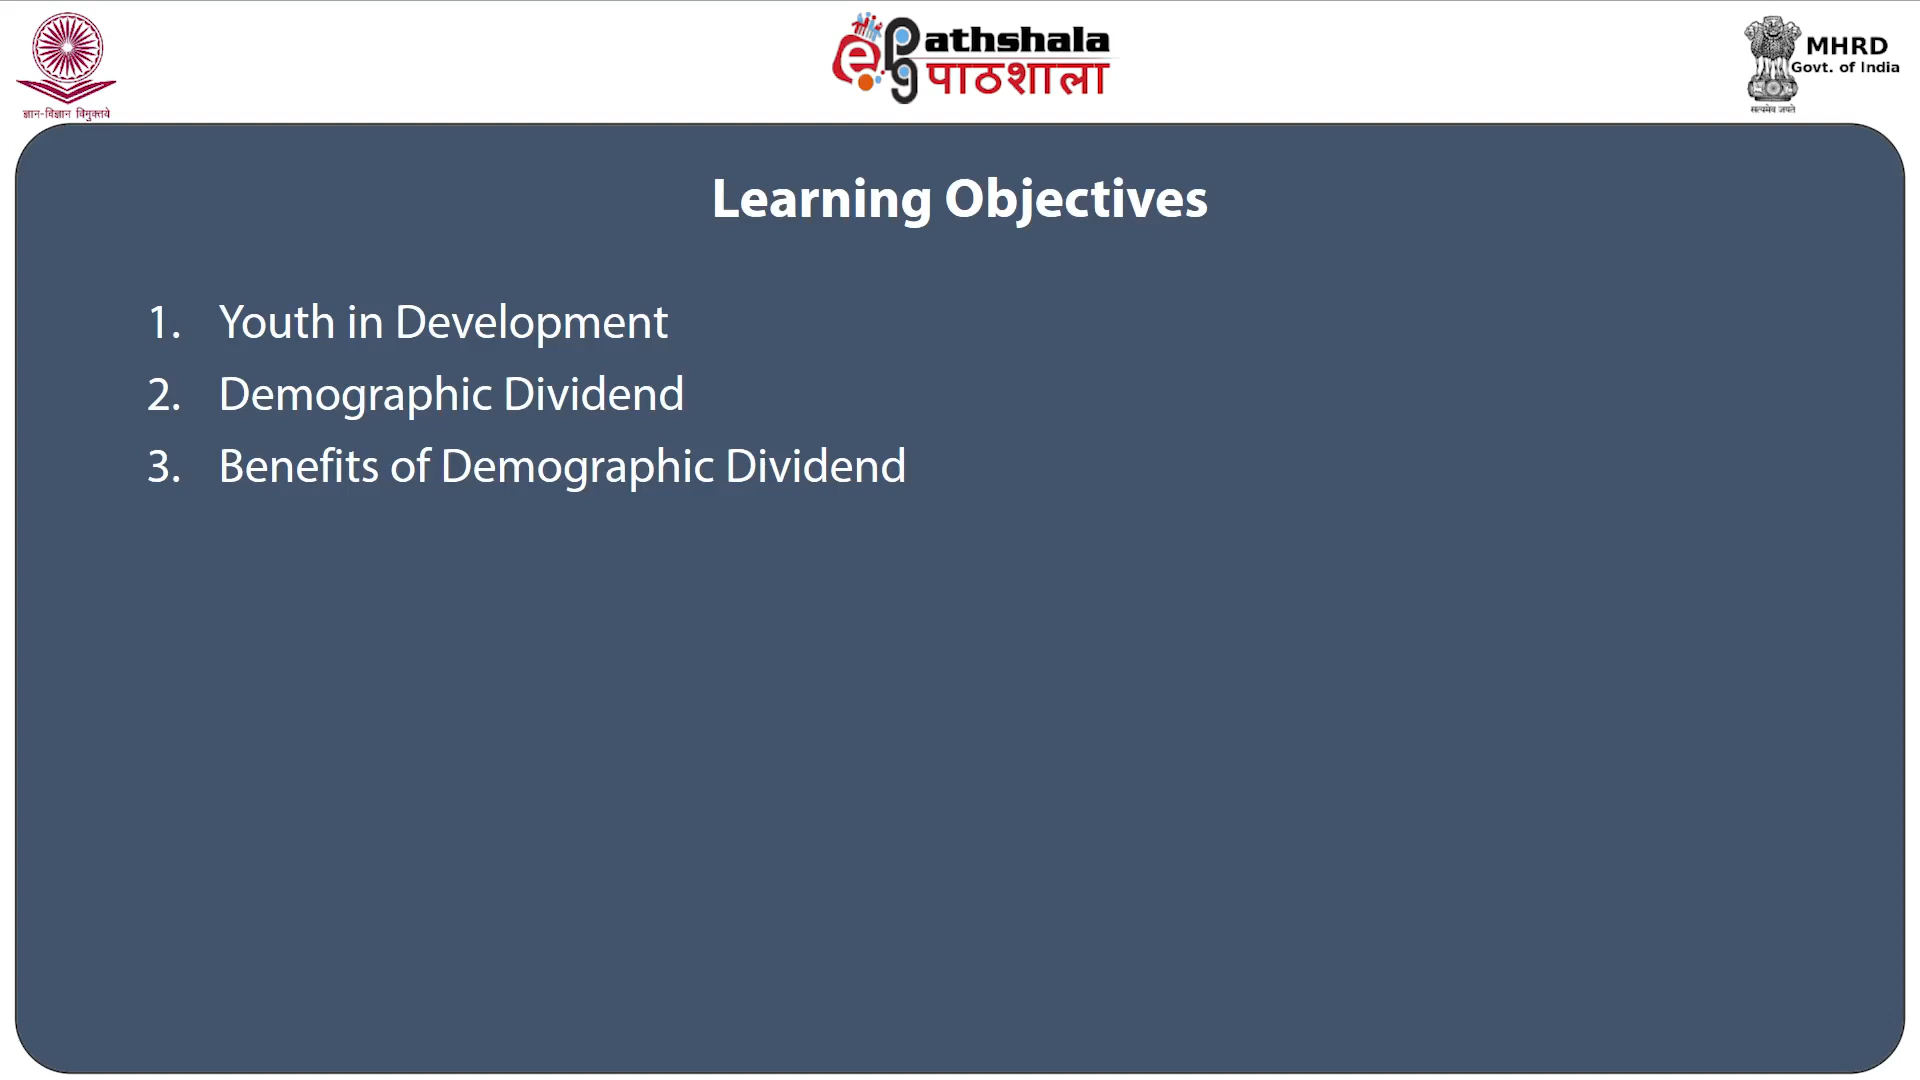 ज्ञान-विज्ञान विमुक्तये
ePG Pathshala
पाठशाला
सत्यमेव जयते
MHRD
Govt. of India
Learning Objectives
1. Youth in Development
2. Demographic Dividend
3. Benefits of Demographic Dividend